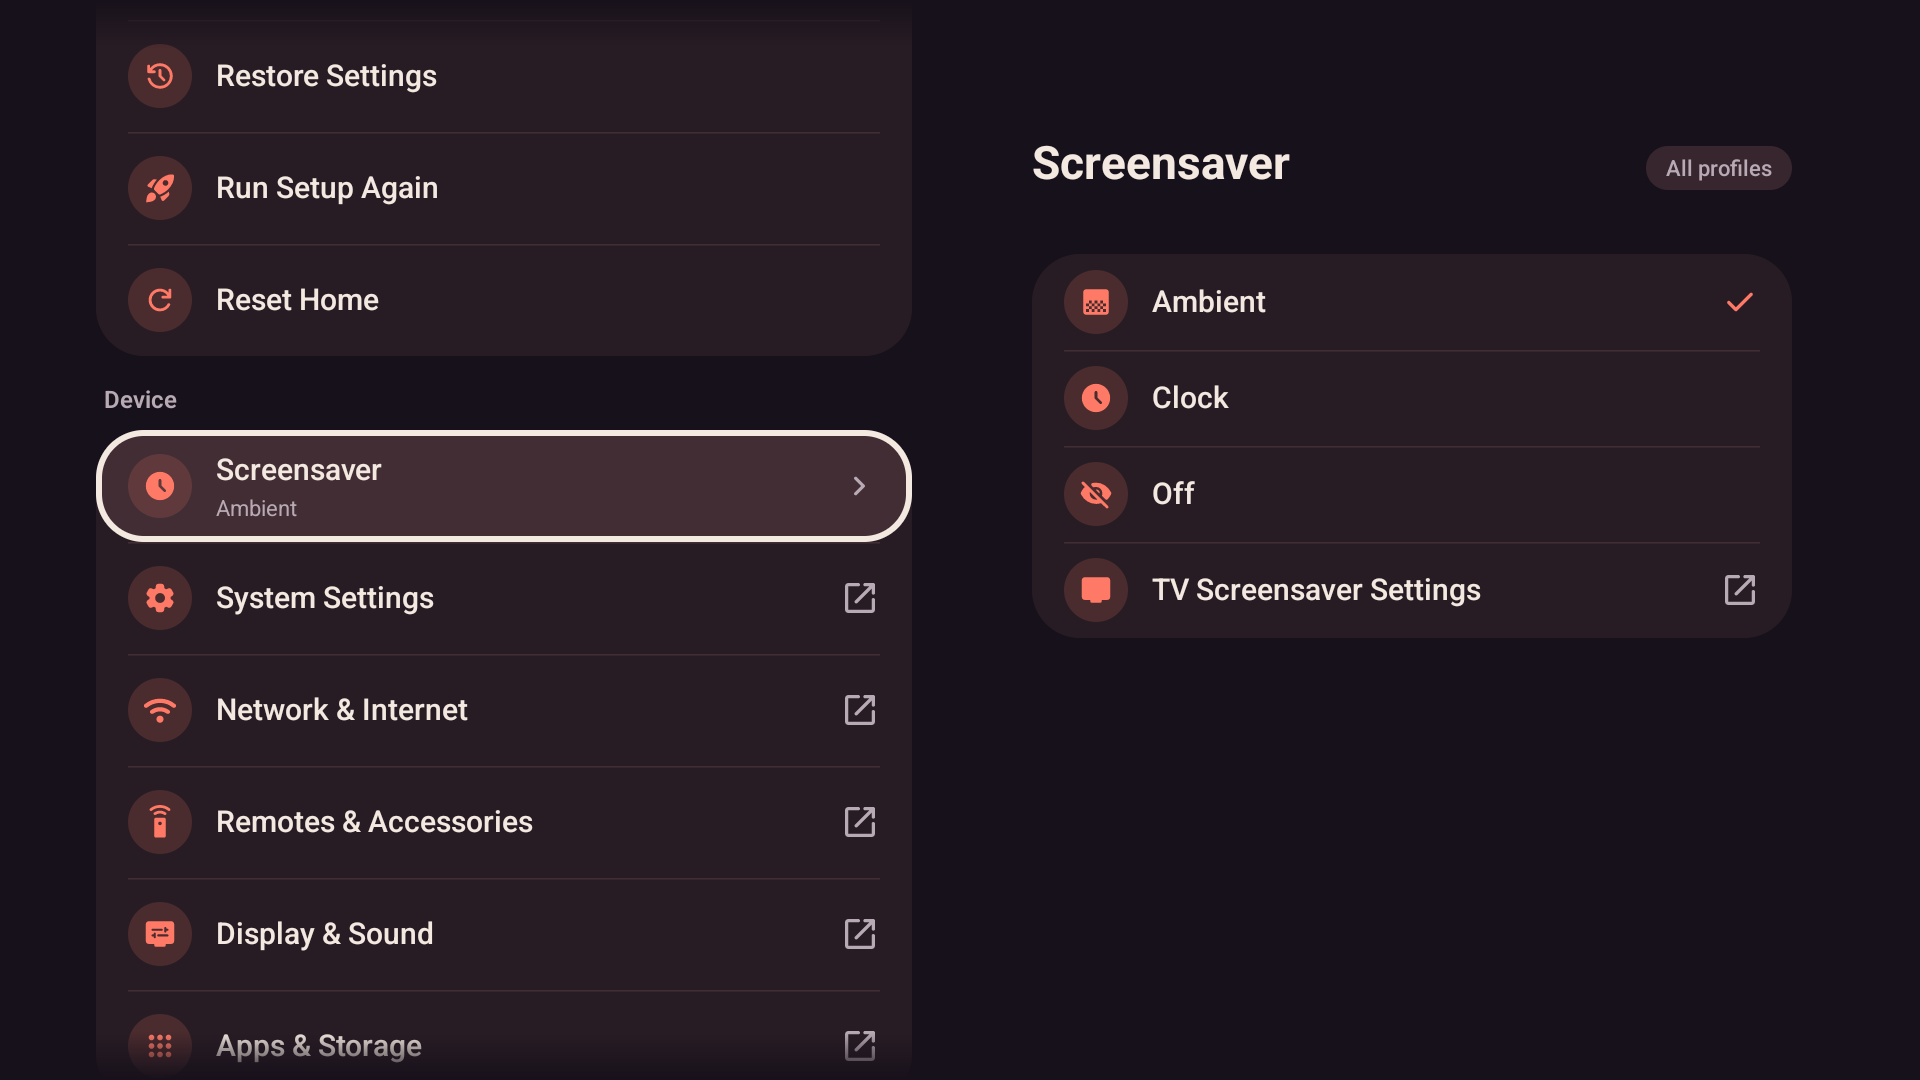 Restore Settings
Run Setup Again
Reset Home
Device
Screensaver
Ambient
System Settings
Network & Internet
Remotes & Accessories
Display & Sound
Apps & Storage
Screensaver
All profiles
Ambient
Clock
Off
TV Screensaver Settings